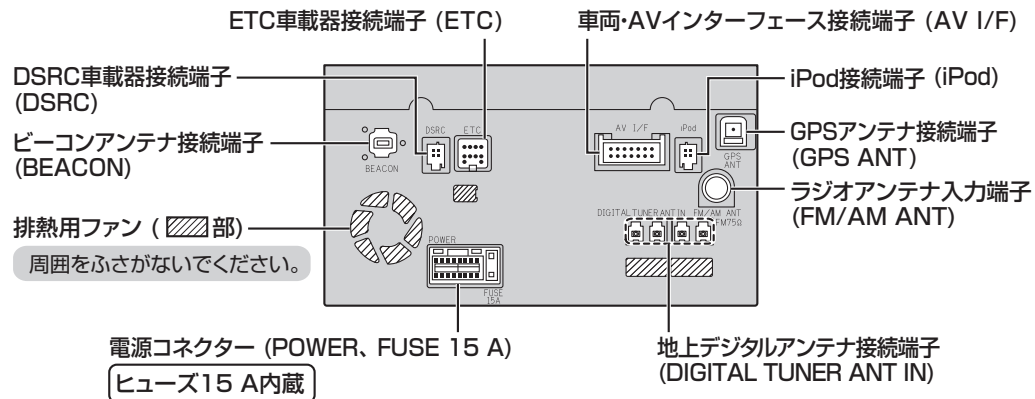 ETC車載器接続端子 (ETC)
車両・AVインターフェース接続端子 (AV I/F)
DSRC車載器接続端子
(DSRC)
iPod接続端子 (iPod)
ビーコンアンテナ接続端子
(BEACON)
GPSアンテナ接続端子
(GPS ANT)
ラジオアンテナ入力端子
(FM/AM ANT)
排熱用ファン ( 部)
周囲をふさがないでください。
DSRC
ETC
AV I/F
iPod
BEACON
GPS
ANT
DIGITAL TUNER ANT IN
FM/AM ANT
FM75Ω
POWER
FUSE
15A
電源コネクター (POWER、FUSE 15 A)
ヒューズ15 A内蔵
地上デジタルアンテナ接続端子
(DIGITAL TUNER ANT IN)